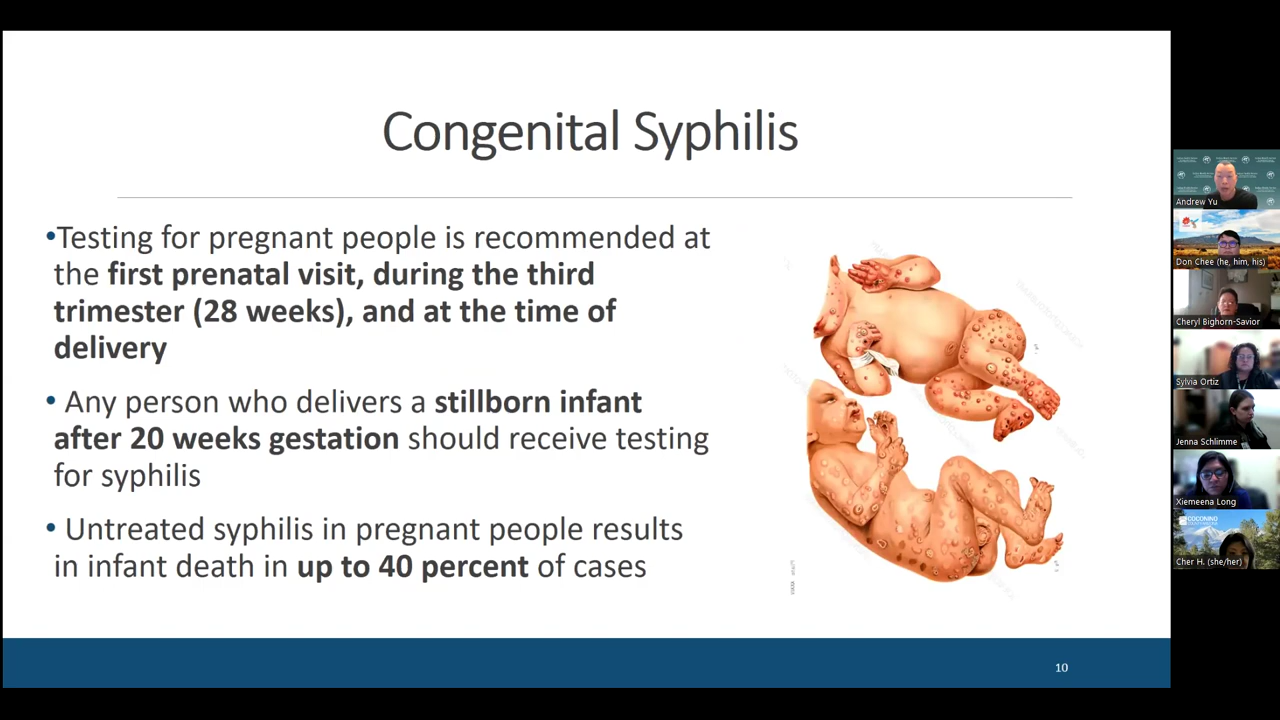 Congenital Syphilis
•Testing for pregnant people is recommended at
the first prenatal visit, during the third
trimester (28 weeks), and at the time of
delivery
• Any person who delivers a stillborn infant
after 20 weeks gestation should receive testing
for syphilis
• Untreated syphilis in pregnant people results
in infant death in up to 40 percent of cases
10
Andrew Yu
Don Chee (he, him, his)
Cheryl Bighorn-Savior
Sylvia Ortiz
Jenna Schlimme
Xiemeena Long
COCONINO
Cher H. (she/her)